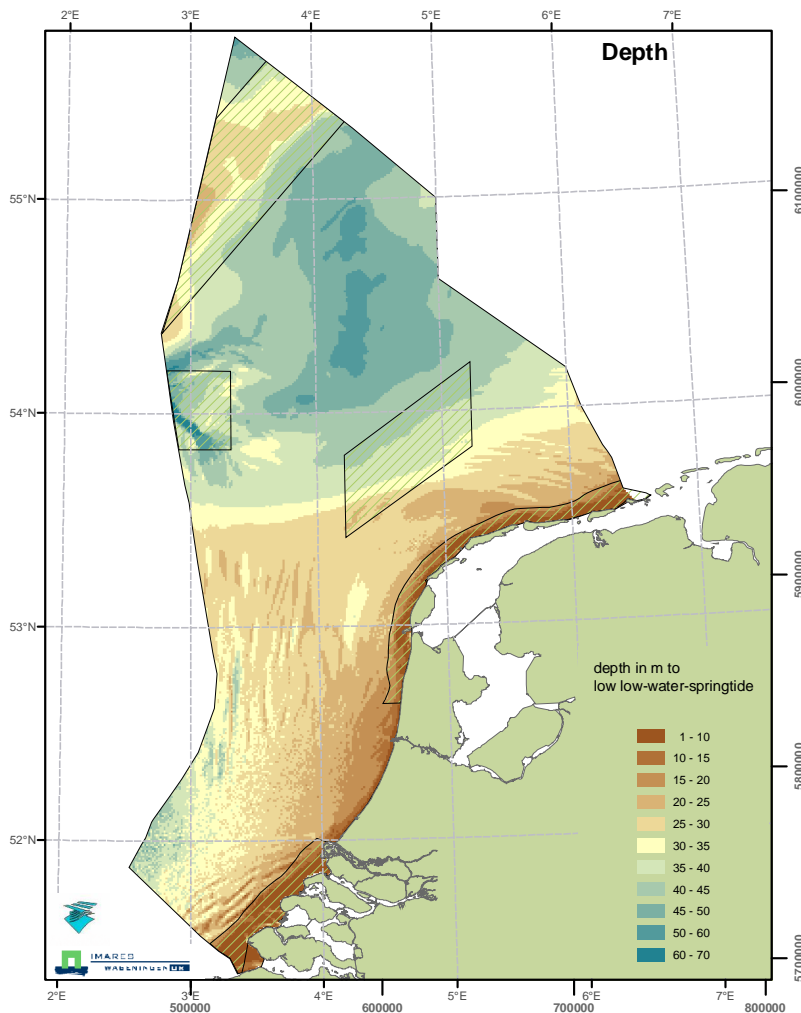 2°E 3°E 4°E 5°E 6°E 7°E
Depth
55°N
54°N
53°N
52°N
6100000
6000000
5900000
5800000
5700000
depth in m to
low low-water-springtide
1 - 10
10 - 15
15 - 20
20 - 25
25 - 30
30 - 35
35 - 40
40 - 45
45 - 50
50 - 60
60 - 70
IMARES
WAGENINGEN UR
2°E 3°E 4°E 5°E 6°E 7°E
500000 600000 700000 800000